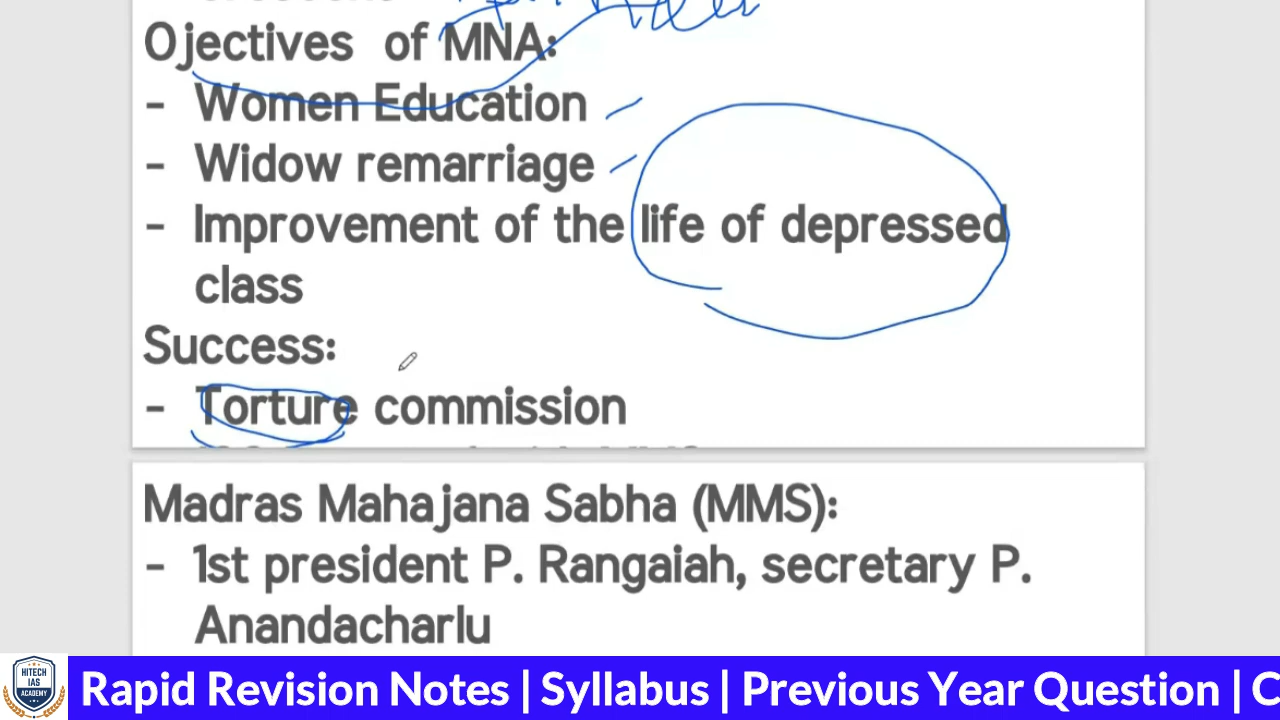 Ojectives of MNA:
- Women Education
- Widow remarriage
- Improvement of the life of depressed
class
Success:
- Torture commission
Madras Mahajana Sabha (MMS):
- 1st president P. Rangaiah, secretary P.
Anandacharlu
HITECH
IAS
ACADEMY
Rapid Revision Notes | Syllabus | Previous Year Question | C